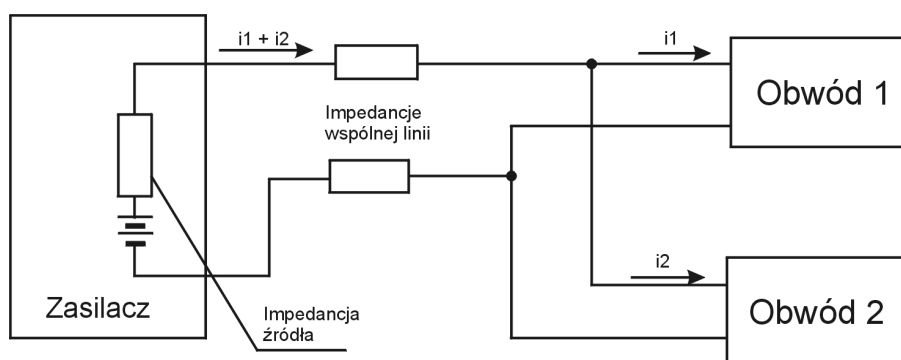 i1 + i2
i1
Obwód 1
Impedancje
wspólnej linii
i2
Zasilacz
Impedancja
źródła
Obwód 2